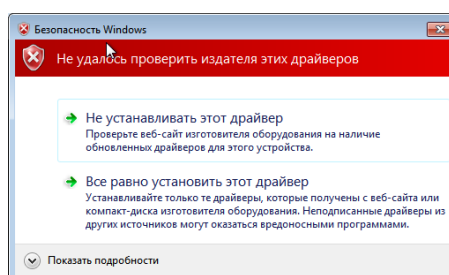 Безопасность Windows
Не удалось проверить издателя этих драйверов
Не устанавливать этот драйвер
Проверьте веб-сайт изготовителя оборудования на наличие
обновленных драйверов для этого устройства.
Все равно установить этот драйвер
Устанавливайте только те драйверы, которые получены с веб-сайта или
компакт-диска изготовителя оборудования. Неподписанные драйверы из
других источников могут оказаться вредоносными программами.
Показать подробности